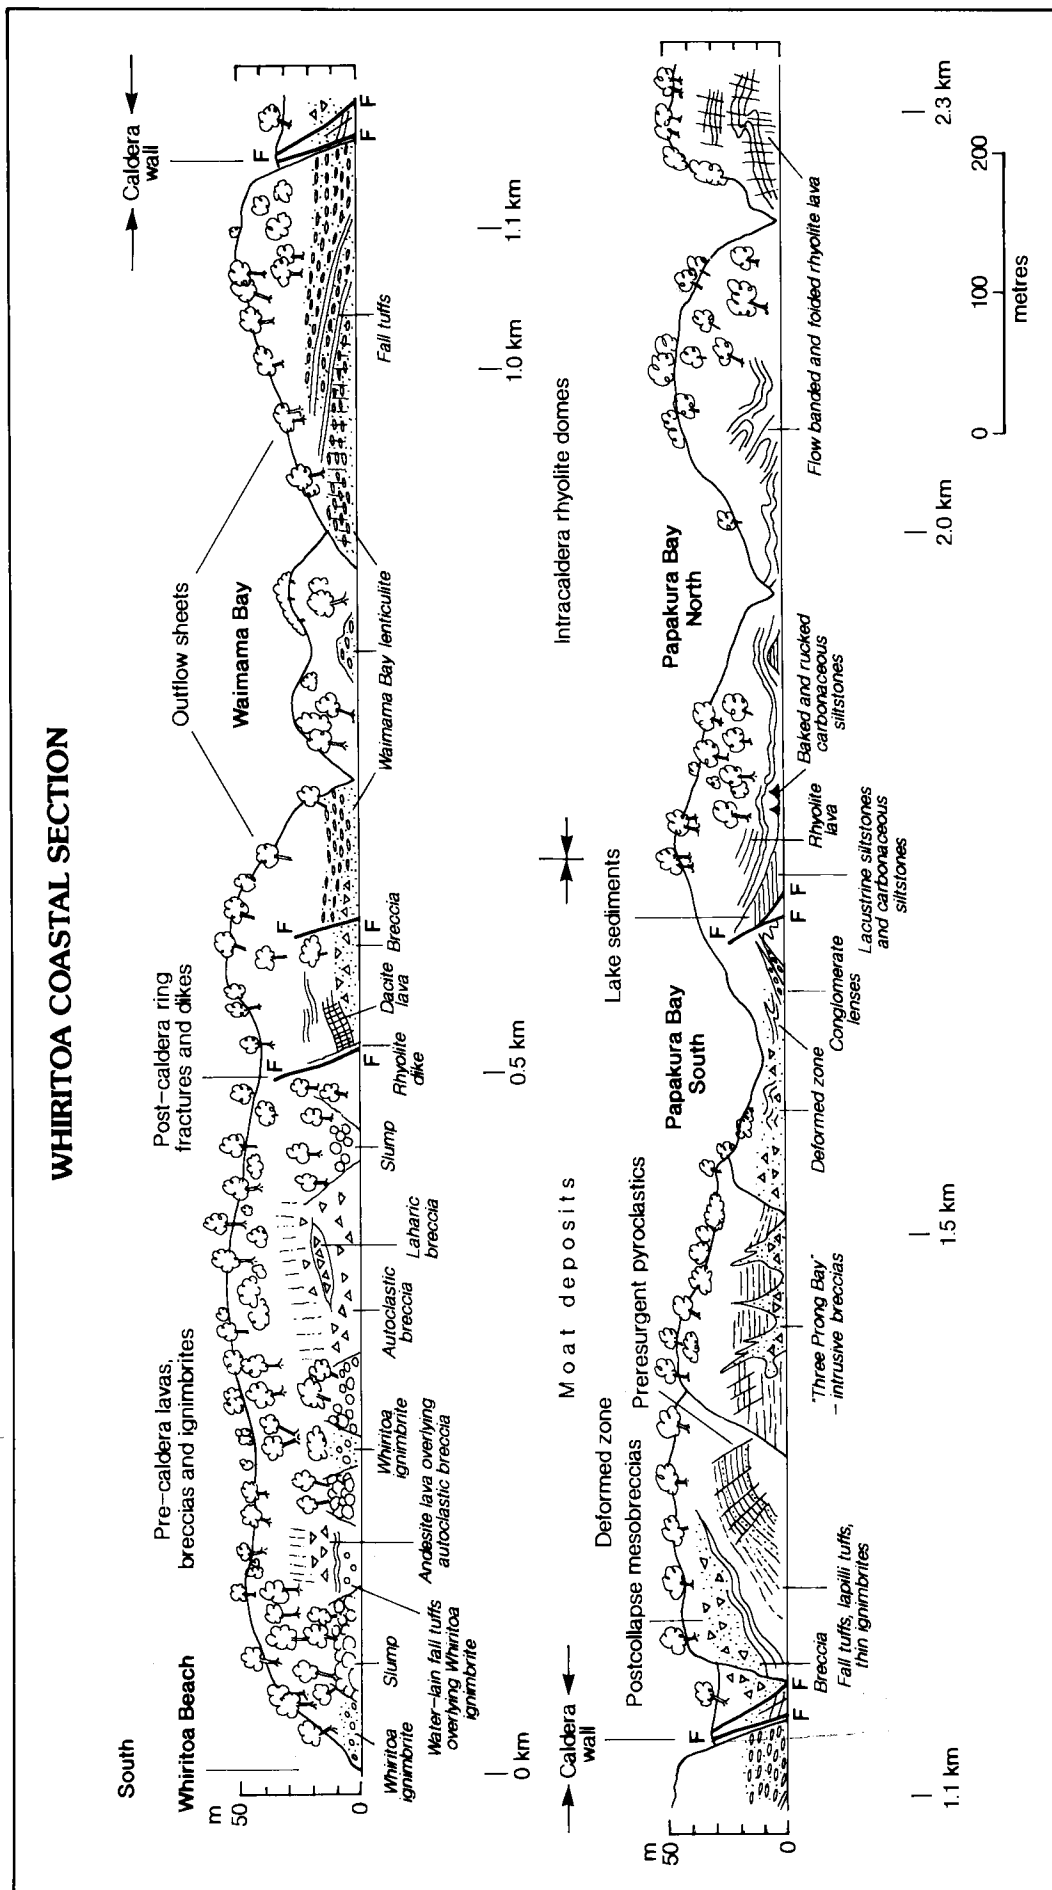 WHIRITOA COASTAL SECTION
South
Whiritoa Beach
Pre-caldera lavas,
breccias and ignimbrites
Post-caldera ring
fractures and dikes
Outflow sheets
Waimama Bay
Caldera
wall
m
50
0
F
F
F
F
F
F
F
Whiritoa
ignimbrite
Slump
Water-lain fall tuffs
overlying Whiritoa
ignimbrite
Andesite lava overlying
autoclastic breccia
Whiritoa
ignimbrite
Autoclastic
breccia
Laharic
breccia
Slump
Rhyolite
dike
Dacite
lava
Breccia
Waimama Bay lenticulite
Fall tuffs
0 km
0.5 km
1.0 km
1.1 km
Caldera
wall
Moat deposits
Intracaldera rhyolite domes
Postcollapse mesobreccias
Deformed zone
Preresurgent pyroclastics
Lake sediments
Papakura Bay
South
Papakura Bay
North
m
50
0
F
F
F
F
F
F
Breccia
Fall tuffs, lapilli tuffs,
thin ignimbrites
"Three Prong Bay"
– intrusive breccias
Deformed zone
Conglomerate
lenses
Lacustrine siltstones
and carbonaceous
siltstones
Rhyolite
lava
Baked and rucked
carbonaceous
siltstones
Flow banded and folded rhyolite lava
1.1 km
1.5 km
2.0 km
2.3 km
0
100
200
metres